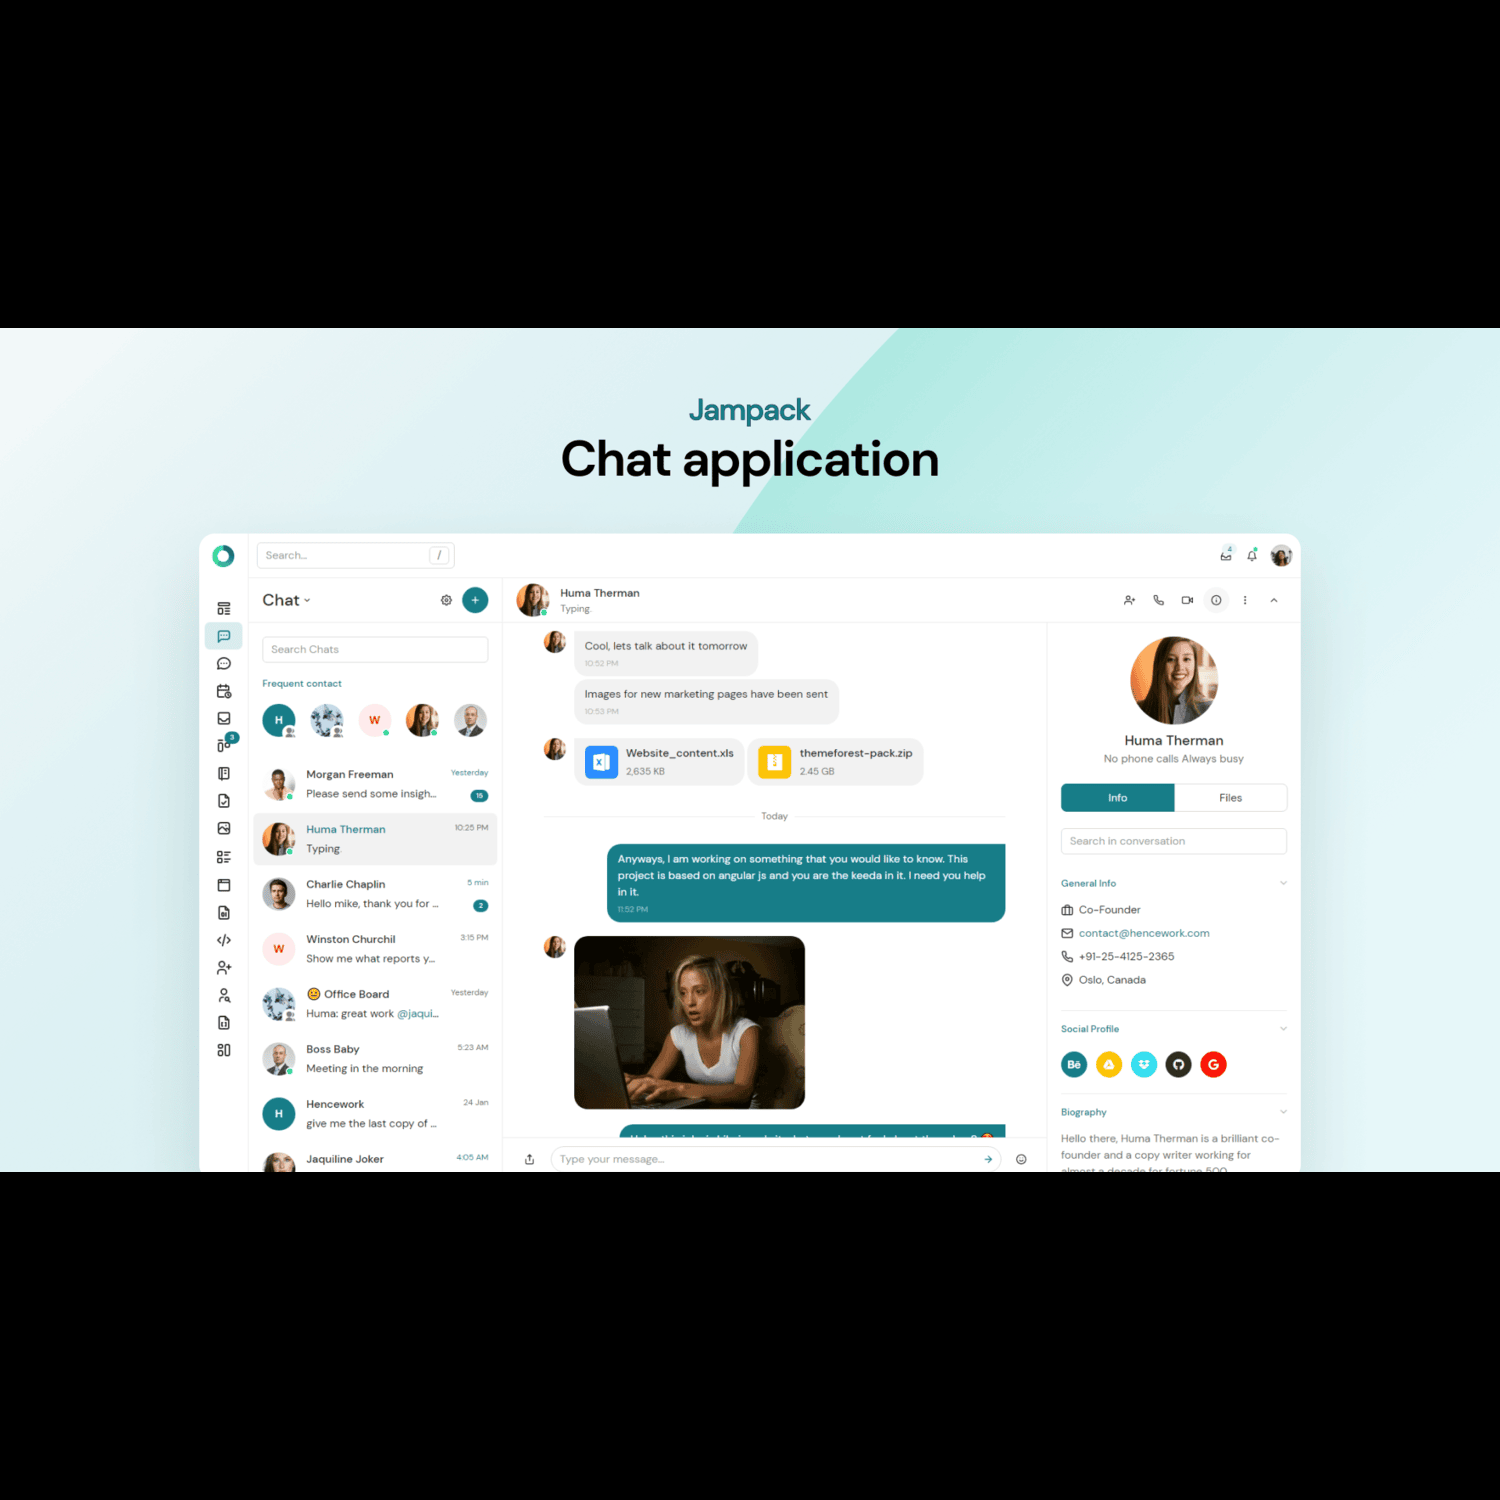 Jampack
Chat application
Search...
/
4
Chat
+
Search Chats
Frequent contact
H
W
3
Morgan Freeman
Yesterday
Please send some insigh...
15
Huma Therman
10:25 PM
Typing.
Charlie Chaplin
5 min
Hello mike, thank you for ...
2
W
Winston Churchil
3:15 PM
Show me what reports y...
Office Board
Yesterday
Huma: great work @jaqui...
Boss Baby
5:23 AM
Meeting in the morning
H
Hencework
24 Jan
give me the last copy of ...
Jaquiline Joker
4:05 AM
Huma Therman
Typing.
Cool, lets talk about it tomorrow
10:52 PM
Images for new marketing pages have been sent
10:53 PM
X
Website_content.xls
2,635 KB
themeforest-pack.zip
2.45 GB
Today
Anyways, I am working on something that you would like to know. This
project is based on angular js and you are the keeda in it. I need you help
in it.
11:52 PM
Type your message...
Huma Therman
No phone calls Always busy
Info
Files
Search in conversation
General Info
Co-Founder
contact@hencework.com
+91-25-4125-2365
Oslo, Canada
Social Profile
Bē
G
Biography
Hello there, Huma Therman is a brilliant co-
founder and a copy writer working for
almost a decade for fortune 500